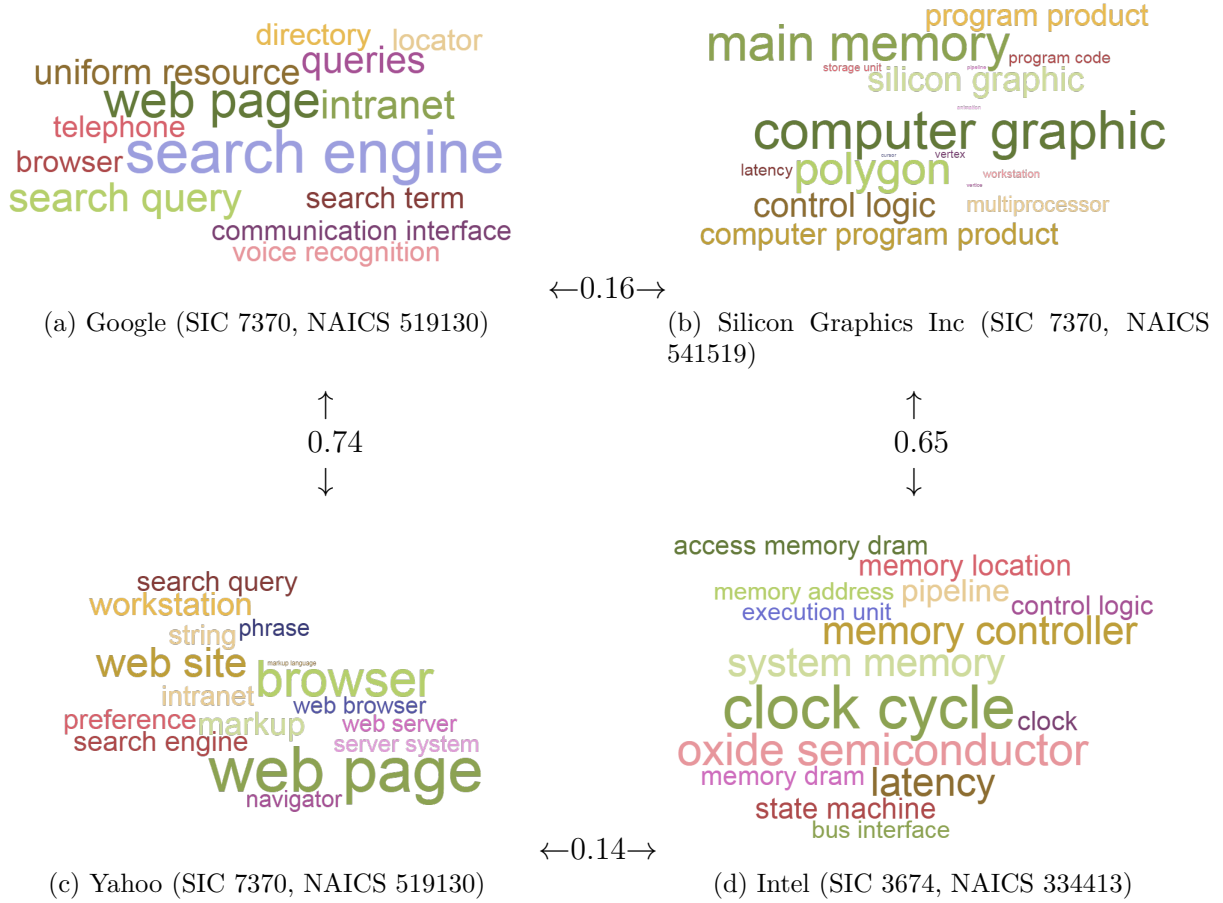 directory locator
queries
uniform resource
web page intranet
telephone
browser search engine
search query search term
communication interface
voice recognition
program product
main memory program code
storage unit pipeline
silicon graphic
computer graphic
cursor vertex
latency polygon workstation
control logic multiprocessor
computer program product
←0.16→
(a) Google (SIC 7370, NAICS 519130)
(b) Silicon Graphics Inc (SIC 7370, NAICS
541519)
↑
0.74
↓
↑
0.65
↓
search query
workstation
string phrase
web site markup language
browser
intranet web browser
preference markup web server
search engine server system
web page
navigator
access memory dram
memory location
memory address pipeline
execution unit control logic
memory controller
system memory
clock cycle clock
oxide semiconductor
memory dram latency
state machine
bus interface
←0.14→
(c) Yahoo (SIC 7370, NAICS 519130)
(d) Intel (SIC 3674, NAICS 334413)